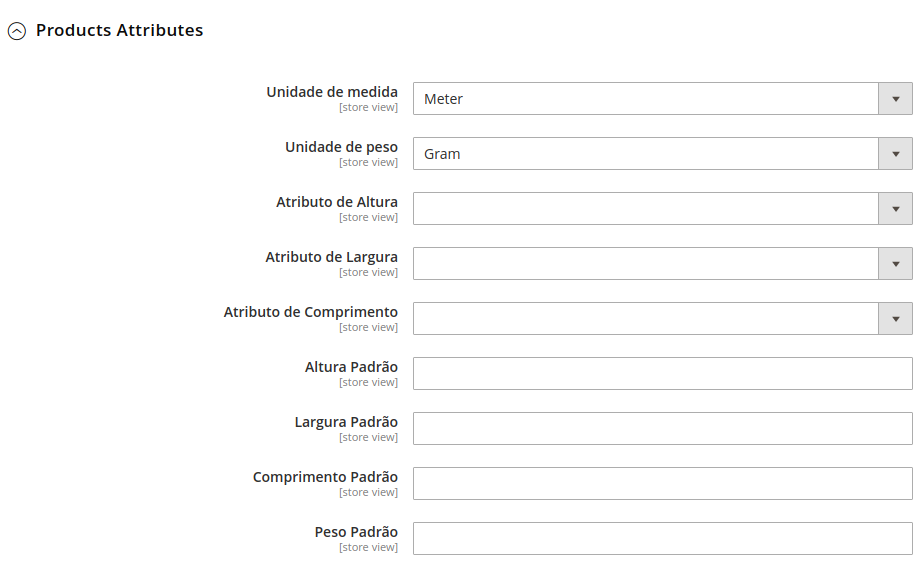 Products Attributes
Unidade de medida
[store view]
Meter
Unidade de peso
[store view]
Gram
Atributo de Altura
[store view]
Atributo de Largura
[store view]
Atributo de Comprimento
[store view]
Altura Padrão
[store view]
Largura Padrão
[store view]
Comprimento Padrão
[store view]
Peso Padrão
[store view]